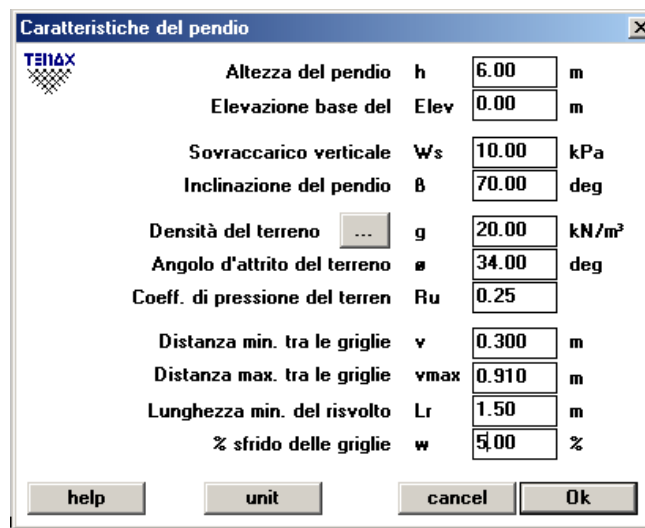 Caratteristiche del pendio
TENAX
Altezza del pendio h 6.00 m
Elevazione base del Elev 0.00 m
Sovraccarico verticale Ws 10.00 kPa
Inclinazione del pendio ß 70.00 deg
Densità del terreno ... g 20.00 kN/m³
Angolo d'attrito del terreno ø 34.00 deg
Coeff. di pressione del terren Ru 0.25
Distanza min. tra le griglie v 0.300 m
Distanza max. tra le griglie vmax 0.910 m
Lunghezza min. del risvolto Lr 1.50 m
% sfrido delle griglie w 5.00 %
help unit cancel Ok